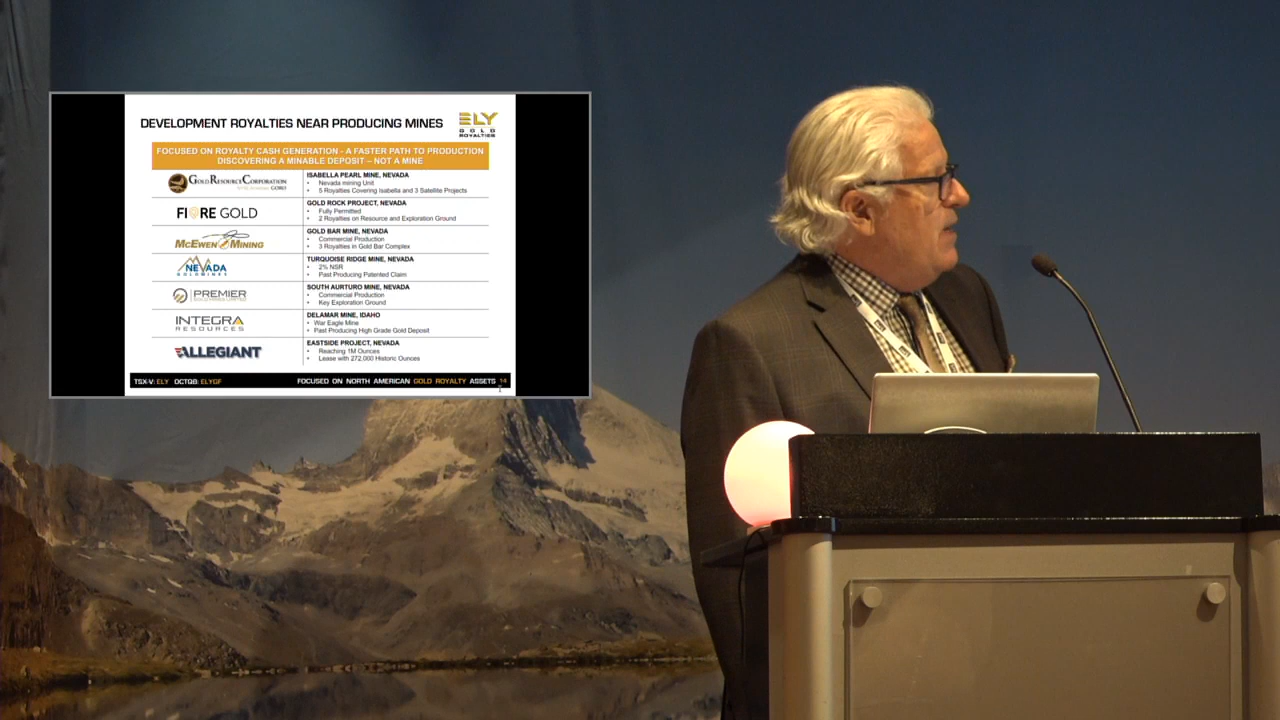 DEVELOPMENT ROYALTIES NEAR PRODUCING MINES
ELY
GOLD
ROYALTIES
FOCUSED ON ROYALTY CASH GENERATION - A FASTER PATH TO PRODUCTION
DISCOVERING A MINABLE DEPOSIT – NOT A MINE
GOLD RESOURCE CORPORATION
GORO
ISABELLA PEARL MINE, NEVADA
• Nevada mining Unit
• 5 Royalties Covering Isabella and 3 Satellite Projects
FIORE GOLD
GOLD ROCK PROJECT, NEVADA
• Fully Permitted
• 2 Royalties on Resource and Exploration Ground
MCEWEN MINING
GOLD BAR MINE, NEVADA
• Commercial Production
• 3 Royalties in Gold Bar Complex
NEVADA
GOLDMINES
TURQUOISE RIDGE MINE, NEVADA
• 2% NSR
• Past Producing Patented Claim
PREMIER
GOLD MINES LIMITED
SOUTH AURTURO MINE, NEVADA
• Commercial Production
• Key Exploration Ground
INTEGRA
RESOURCES
DELAMAR MINE, IDAHO
• War Eagle Mine
• Past Producing High Grade Gold Deposit
ALLEGIANT
EASTSIDE PROJECT, NEVADA
• Reaching 1M Ounces
• Lease with 272,000 Historic Ounces
TSX-V: ELY OCTQB: ELYGF FOCUSED ON NORTH AMERICAN GOLD ROYALTY ASSETS 14